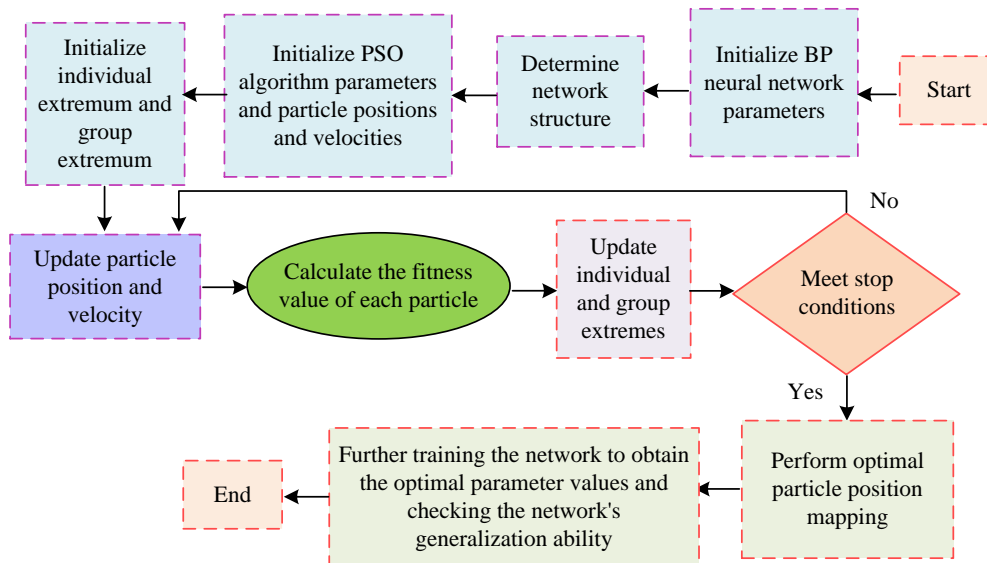 Start
Initialize BP
neural network
parameters
Determine
network
structure
Initialize PSO
algorithm parameters
and particle positions
and velocities
Initialize
individual
extremum and
group
extremum
Update particle
position and
velocity
Calculate the fitness
value of each particle
Update
individual
and group
extremes
Meet stop
conditions
No
Yes
Perform optimal
particle position
mapping
Further training the network to obtain
the optimal parameter values and
checking the network's
generalization ability
End